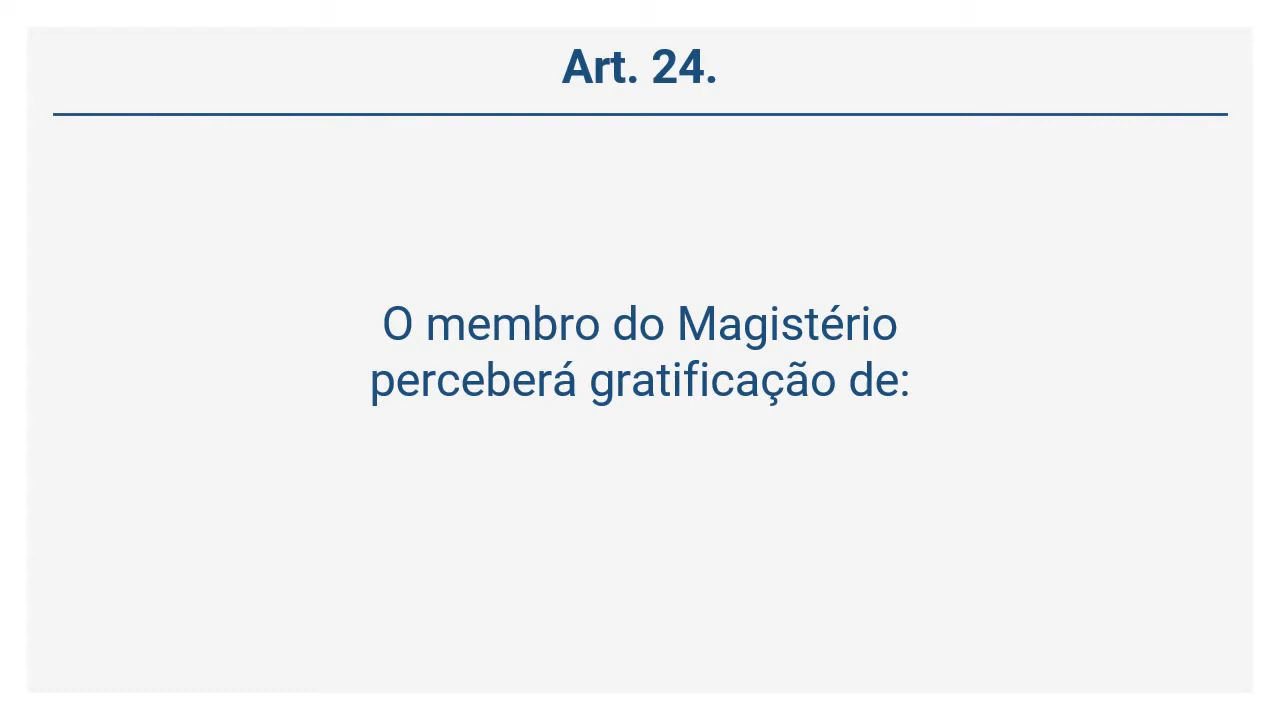 Art. 24.
O membro do Magistério
perceberá gratificação de: